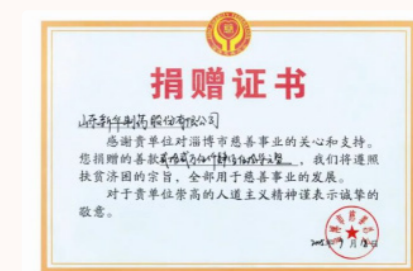 捐赠证书
山东新华制药股份有限公司
感谢贵单位对淄博市慈善事业的关心和支持。
您捐赠的善款，我们将遵照
扶贫济困的宗旨，全部用于慈善事业的发展。
对于贵单位崇高的人道主义精神谨表示诚挚的
敬意。
年 月 日